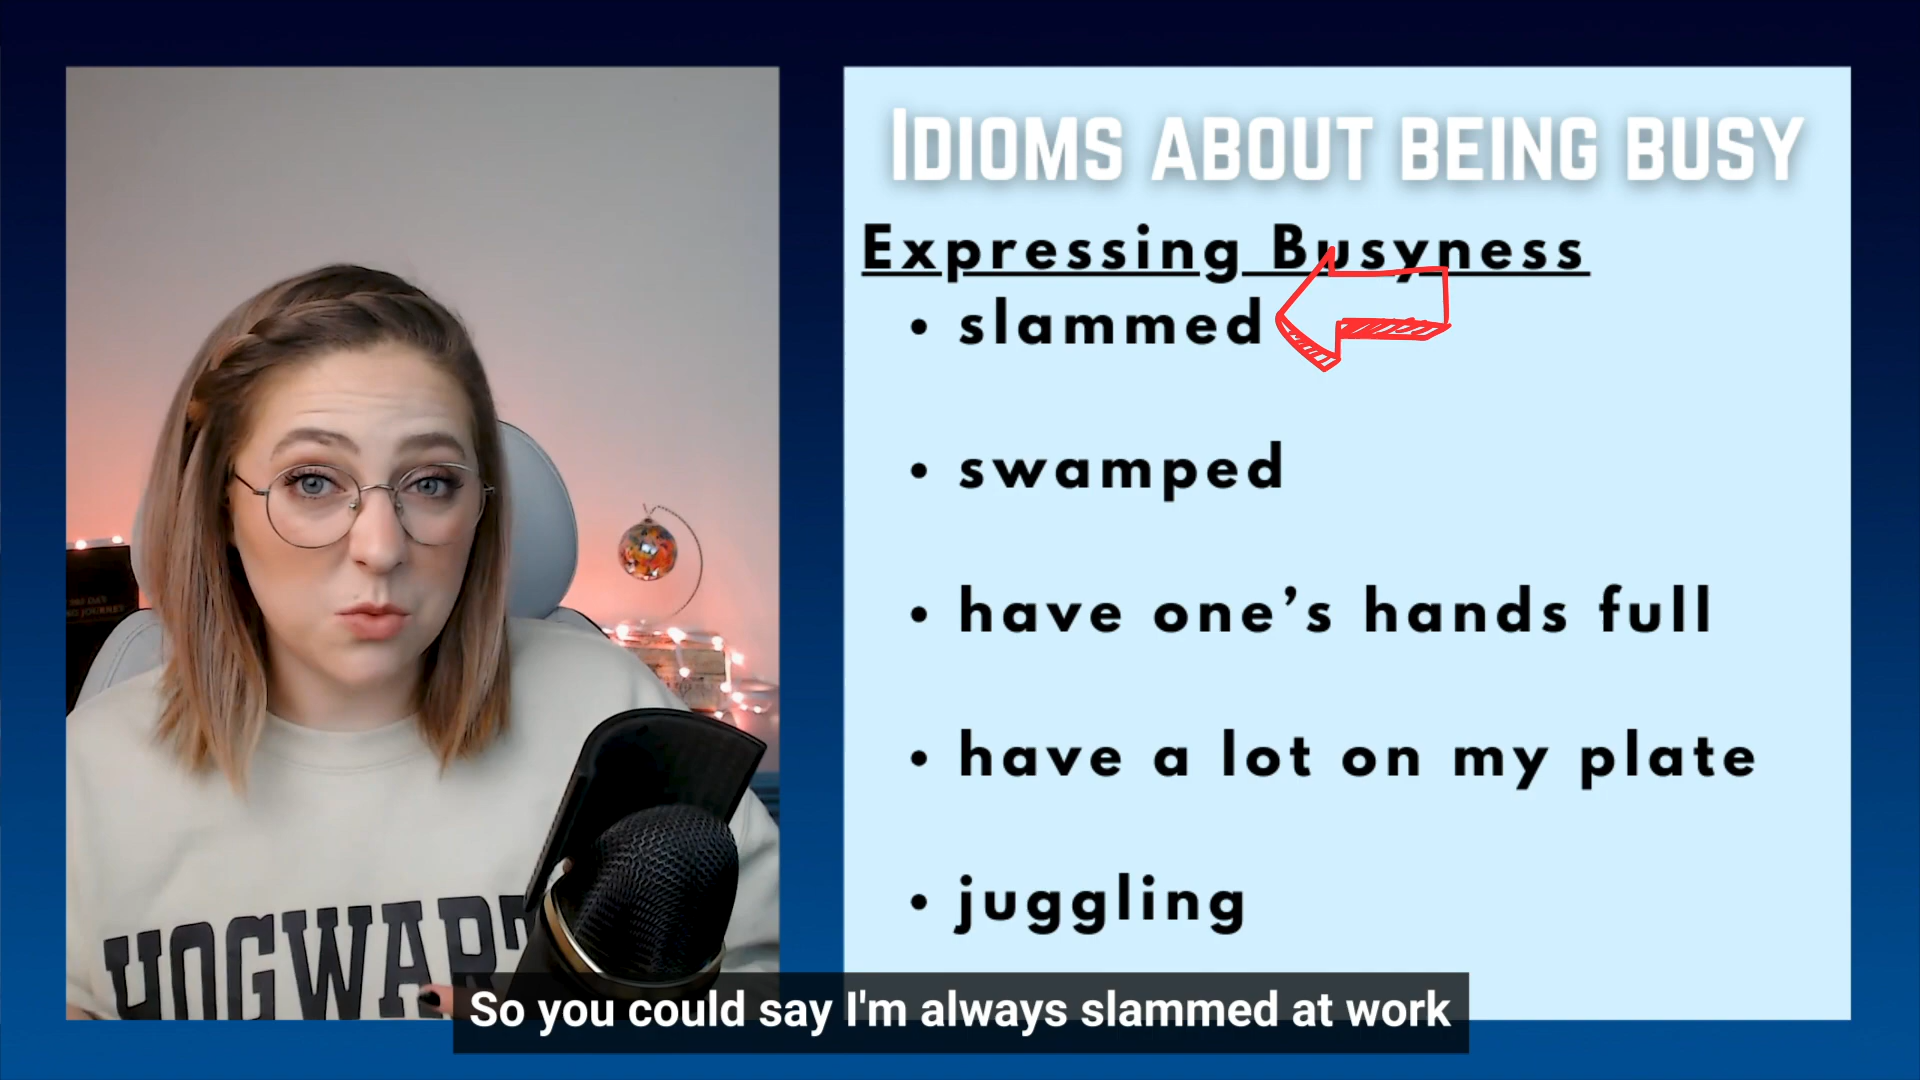 IDIOMS ABOUT BEING BUSY
Expressing Busyness
• slammed
• swamped
• have one's hands full
• have a lot on my plate
• juggling
HOGWART
So you could say I'm always slammed at work